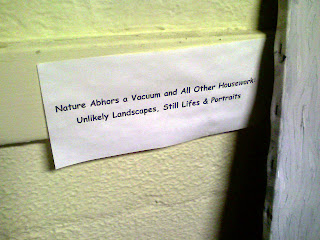 Nature Abhors a Vacuum and All Other Housework:
Unlikely Landscapes, Still Lifes & Portraits